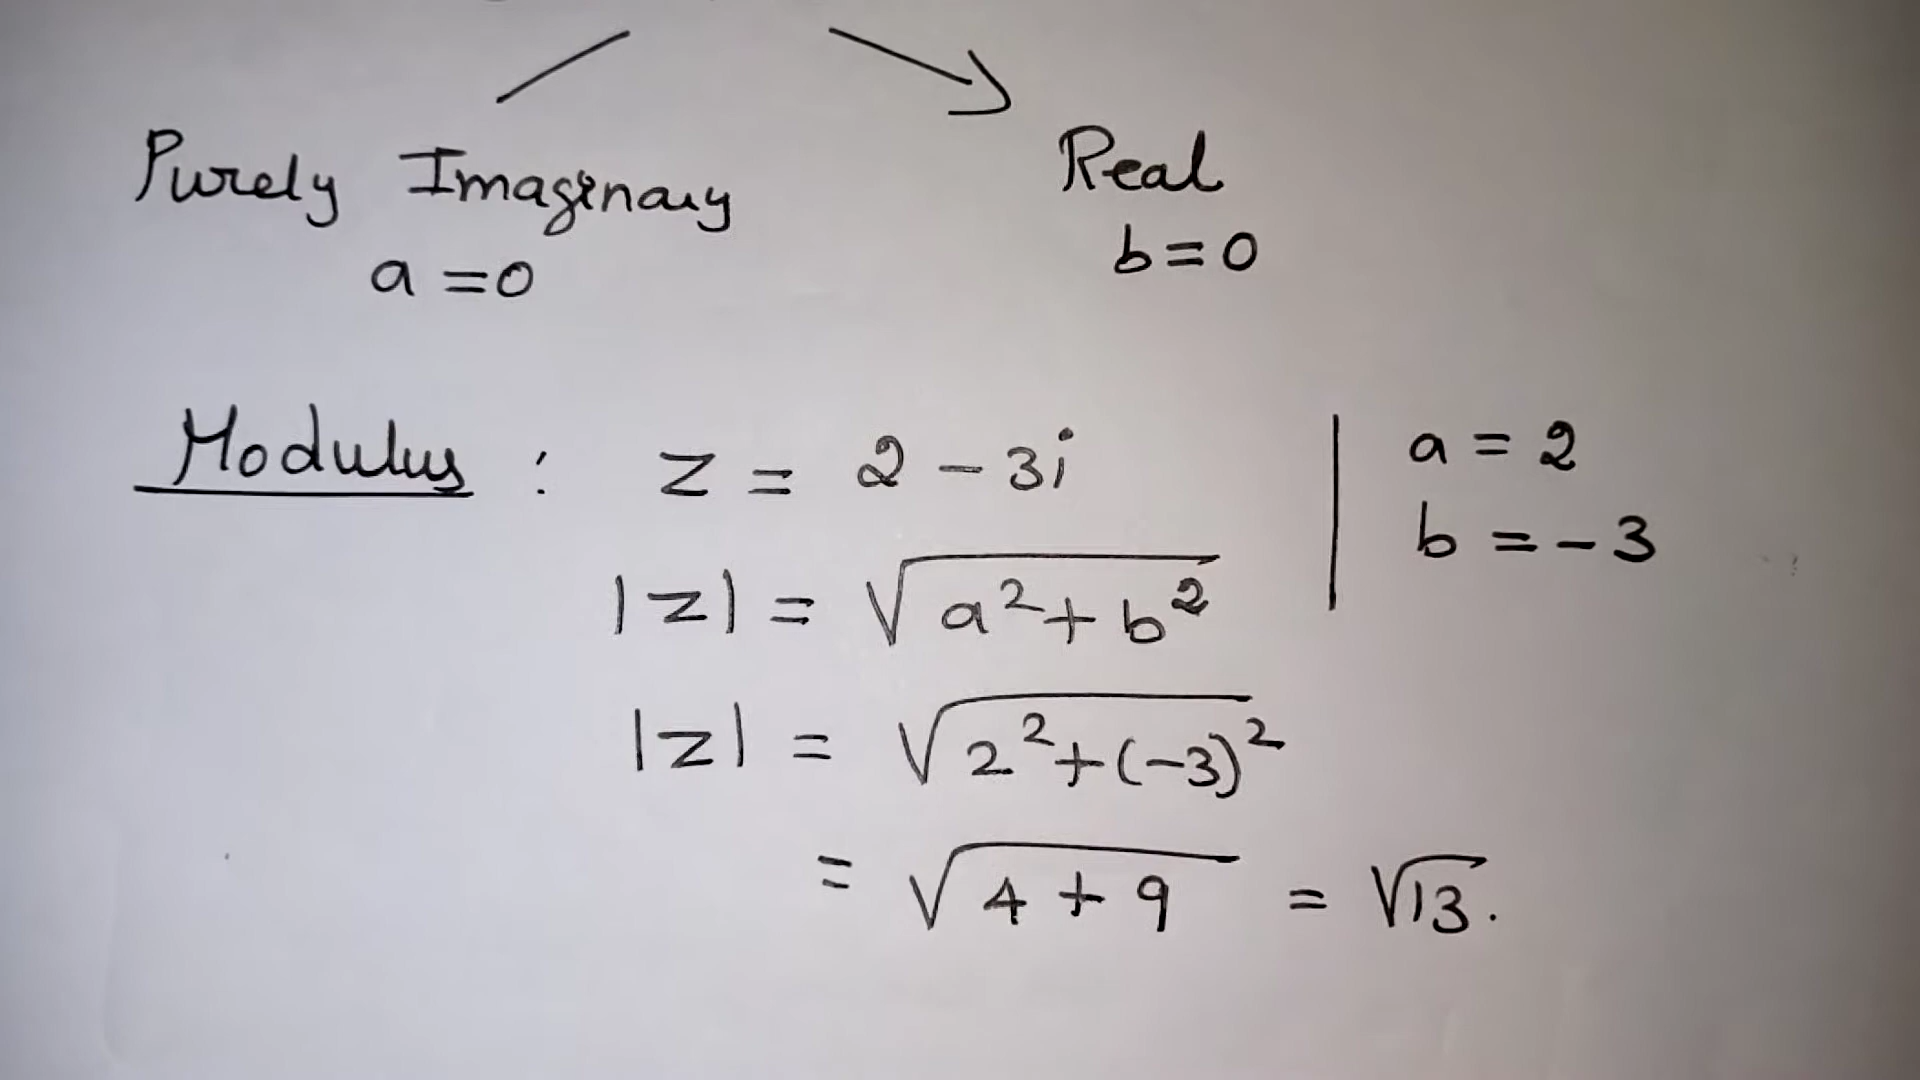 Purely Imaginary
Real
a = 0
b = 0
Modulus : z = 2 - 3i
a = 2
b = -3
|z| = √(a² + b²)
|z| = √(2² + (-3)²)
= √(4 + 9) = √13.